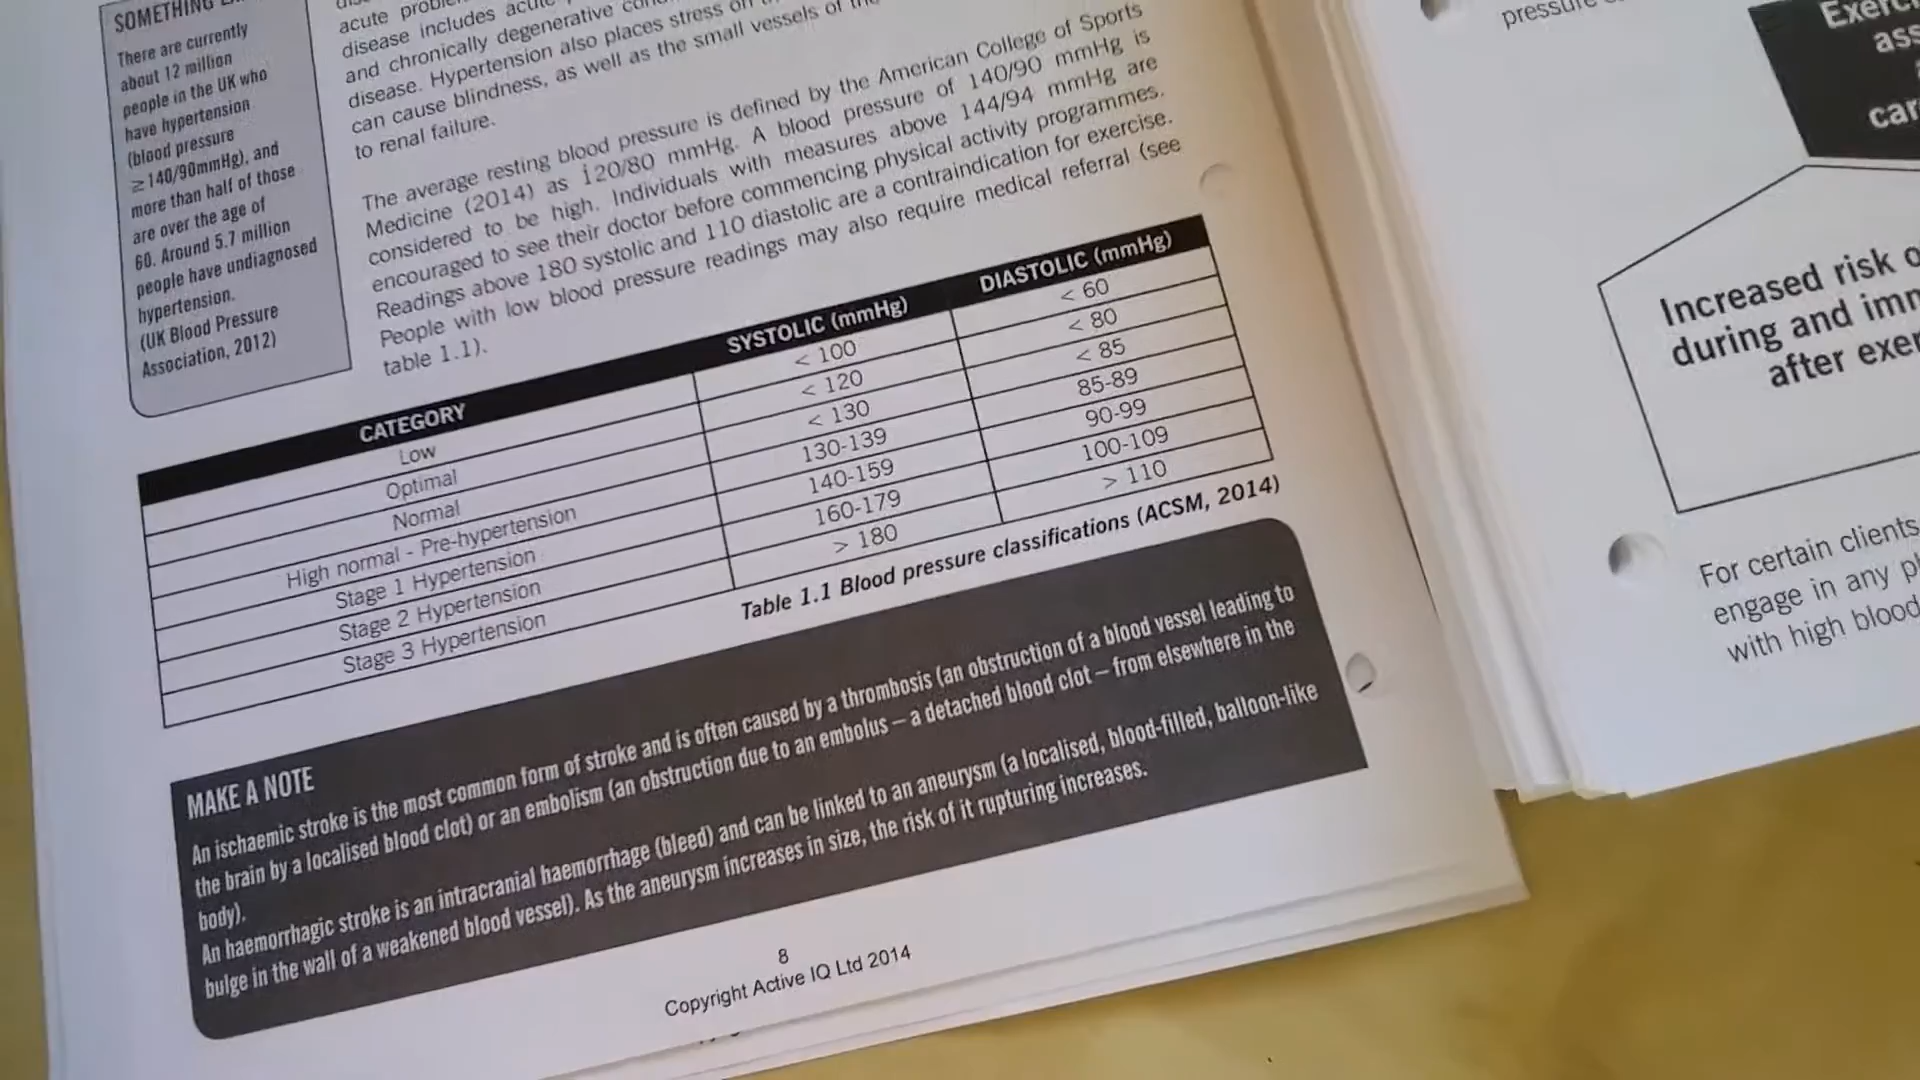 SOMETHING
There are currently
about 12 million
people in the UK who
have hypertension
(blood pressure
≥140/90mmHg), and
more than half of those
are over the age of
60. Around 5.7 million
people have undiagnosed
hypertension.
(UK Blood Pressure
Association, 2012)
acute
disease includes
and chronically degenerative
disease. Hypertension also places stress on
can cause blindness, as well as the small vessels of
to renal failure.
The average resting blood pressure is defined by the American College of Sports
Medicine (2014) as 120/80 mmHg. A blood pressure of 140/90 mmHg is
considered to be high. Individuals with measures above 144/94 mmHg are
encouraged to see their doctor before commencing physical activity programmes.
Readings above 180 systolic and 110 diastolic are a contraindication for exercise.
People with low blood pressure readings may also require medical referral (see
table 1.1).
CATEGORY SYSTOLIC (mmHg) DIASTOLIC (mmHg)
Low < 100 < 60
Optimal < 120 < 80
Normal < 130 < 85
High normal - Pre-hypertension 130-139 85-89
Stage 1 Hypertension 140-159 90-99
Stage 2 Hypertension 160-179 100-109
Stage 3 Hypertension > 180 > 110
Table 1.1 Blood pressure classifications (ACSM, 2014)
MAKE A NOTE
An ischaemic stroke is the most common form of stroke and is often caused by a thrombosis (an obstruction of a blood vessel leading to
the brain by a localised blood clot) or an embolism (an obstruction due to an embolus – a detached blood clot – from elsewhere in the
body).
An haemorrhagic stroke is an intracranial haemorrhage (bleed) and can be linked to an aneurysm (a localised, blood-filled, balloon-like
bulge in the wall of a weakened blood vessel). As the aneurysm increases in size, the risk of it rupturing increases.
8
Copyright Active IQ Ltd 2014
pressure
Increased risk
during and
after
For certain clients,
engage in any
with high blood